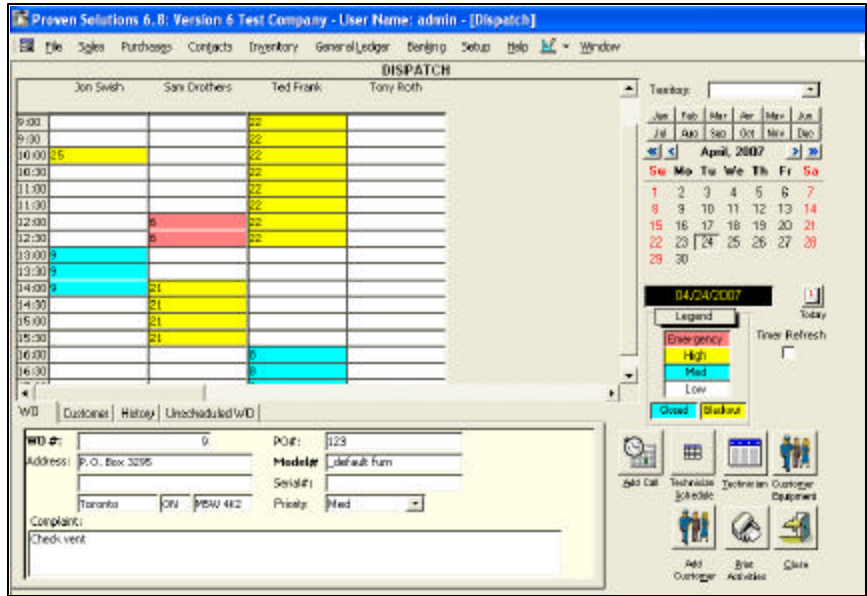 Proven Solutions 6.8: Version 6 Test Company - User Name: admin - [Dispatch]
File Sales Purchases Contacts Inventory General Ledger Banking Setup Help Window
DISPATCH
Jon Swish Sam Drothers Ted Frank Tony Roth
9:00 22
9:30 22
10:00 25 22
10:30 22
11:00 22
11:30 22
12:00 6 22
12:30 6 22
13:00 9
13:30 9
14:00 9 21
14:30 21
15:00 21
15:30 21
16:00 8
16:30 8
Territory:
Jan Feb Mar Apr May Jun
Jul Aug Sep Oct Nov Dec
April, 2007
Su Mo Tu We Th Fr Sa
1 2 3 4 5 6 7
8 9 10 11 12 13 14
15 16 17 18 19 20 21
22 23 24 25 26 27 28
29 30
04/24/2007
Today
Legend
Timer Refresh
Emergency
High
Med
Low
Closed Blackout
WO Customer History Unscheduled WO
WO #: 9 PO#: 123
Address: P.O. Box 3295 Model# _default furn
Serial#:
Toronto ON M5W 4K2 Priority: Med
Complaint:
Check vent
Add Call Technician Schedule Technician Customer Equipment
Add Customer Print Activities Close